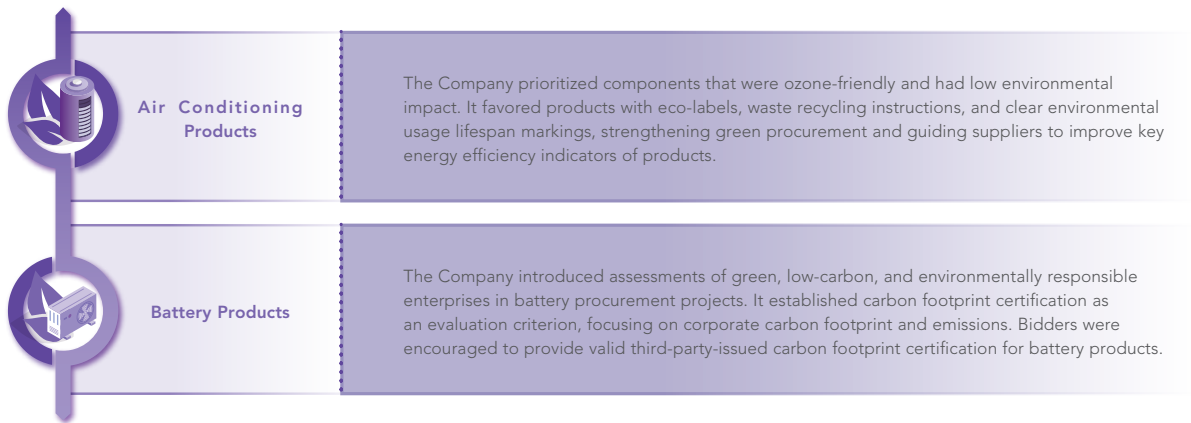 Air Conditioning
Products
The Company prioritized components that were ozone-friendly and had low environmental
impact. It favored products with eco-labels, waste recycling instructions, and clear environmental
usage lifespan markings, strengthening green procurement and guiding suppliers to improve key
energy efficiency indicators of products.
Battery Products
The Company introduced assessments of green, low-carbon, and environmentally responsible
enterprises in battery procurement projects. It established carbon footprint certification as
an evaluation criterion, focusing on corporate carbon footprint and emissions. Bidders were
encouraged to provide valid third-party-issued carbon footprint certification for battery products.